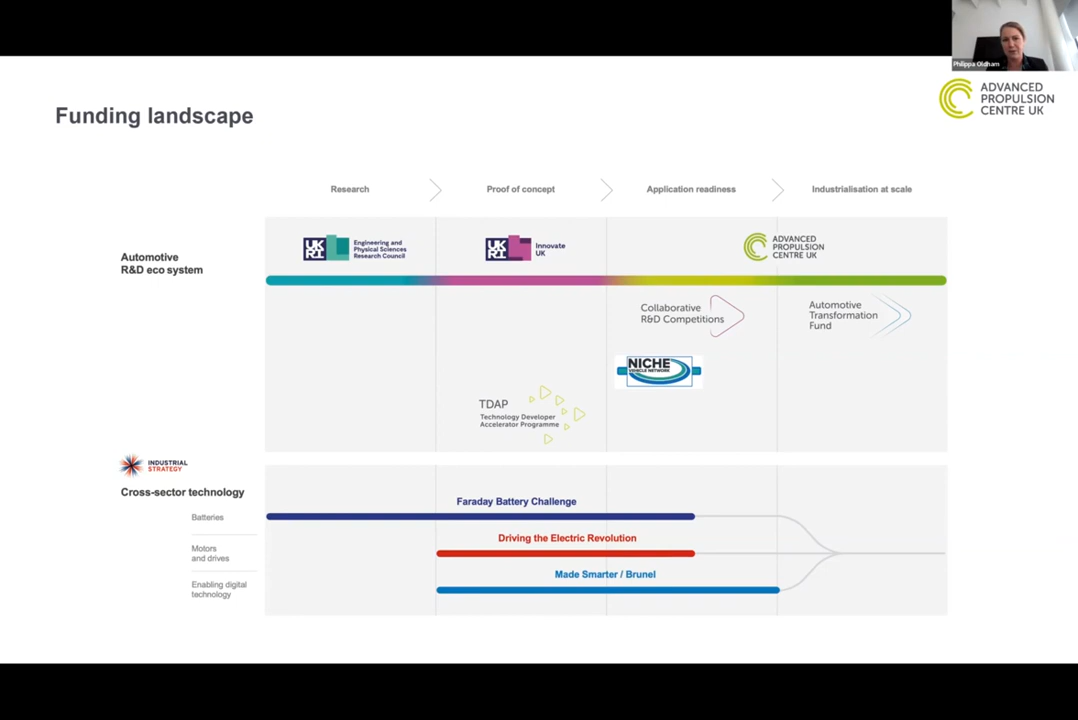 Philippa Oldham
ADVANCED
PROPULSION
CENTRE UK
Funding landscape
Research
Proof of concept
Application readiness
Industrialisation at scale
Automotive
R&D eco system
UK
RI
Engineering and
Physical Sciences
Research Council
UK
RI
Innovate
UK
ADVANCED
PROPULSION
CENTRE UK
Collaborative
R&D Competitions
Automotive
Transformation
Fund
NICHE
VEHICLE NETWORK
TDAP
Technology Developer
Accelerator Programme
INDUSTRIAL
STRATEGY
Cross-sector technology
Faraday Battery Challenge
Batteries
Driving the Electric Revolution
Motors
and drives
Made Smarter / Brunel
Enabling digital
technology